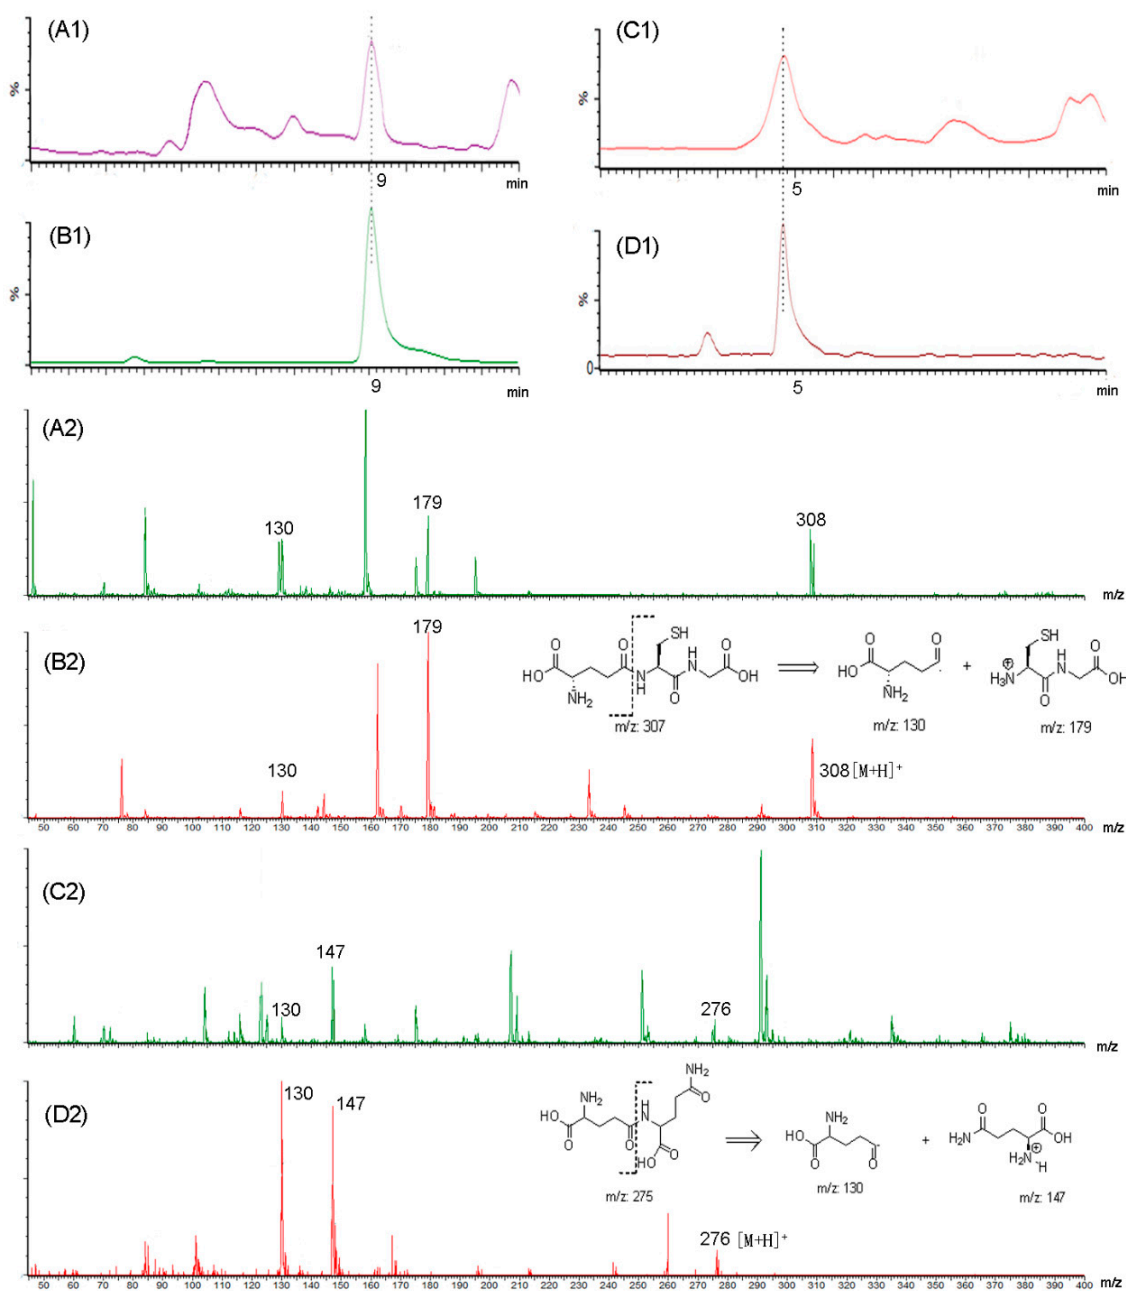 (A1)
%
9
min
(C1)
%
5
min
(B1)
%
9
min
(D1)
%
0
5
min
(A2)
130
179
308
m/z
(B2)
130
179
308 [M+H]+
O
O
SH
H
N
O
HO
N
H
OH
NH2
O
m/z: 307
O
O
HO
NH2
m/z: 130
+
SH
H
N
O
H3N
OH
O
m/z: 179
50 60 70 80 90 100 110 120 130 140 150 160 170 180 190 200 210 220 230 240 250 260 270 280 290 300 310 320 330 340 350 360 370 380 390 400 m/z
(C2)
130
147
276
m/z
(D2)
130
147
276 [M+H]+
NH2
NH2
H
N
O
HO
O
O
HO
O
m/z: 275
NH2
HO
O
O
m/z: 130
+
O
O
H2N
OH
H2N-H
m/z: 147
50 60 70 80 90 100 110 120 130 140 150 160 170 180 190 200 210 220 230 240 250 260 270 280 290 300 310 320 330 340 350 360 370 380 390 400 m/z